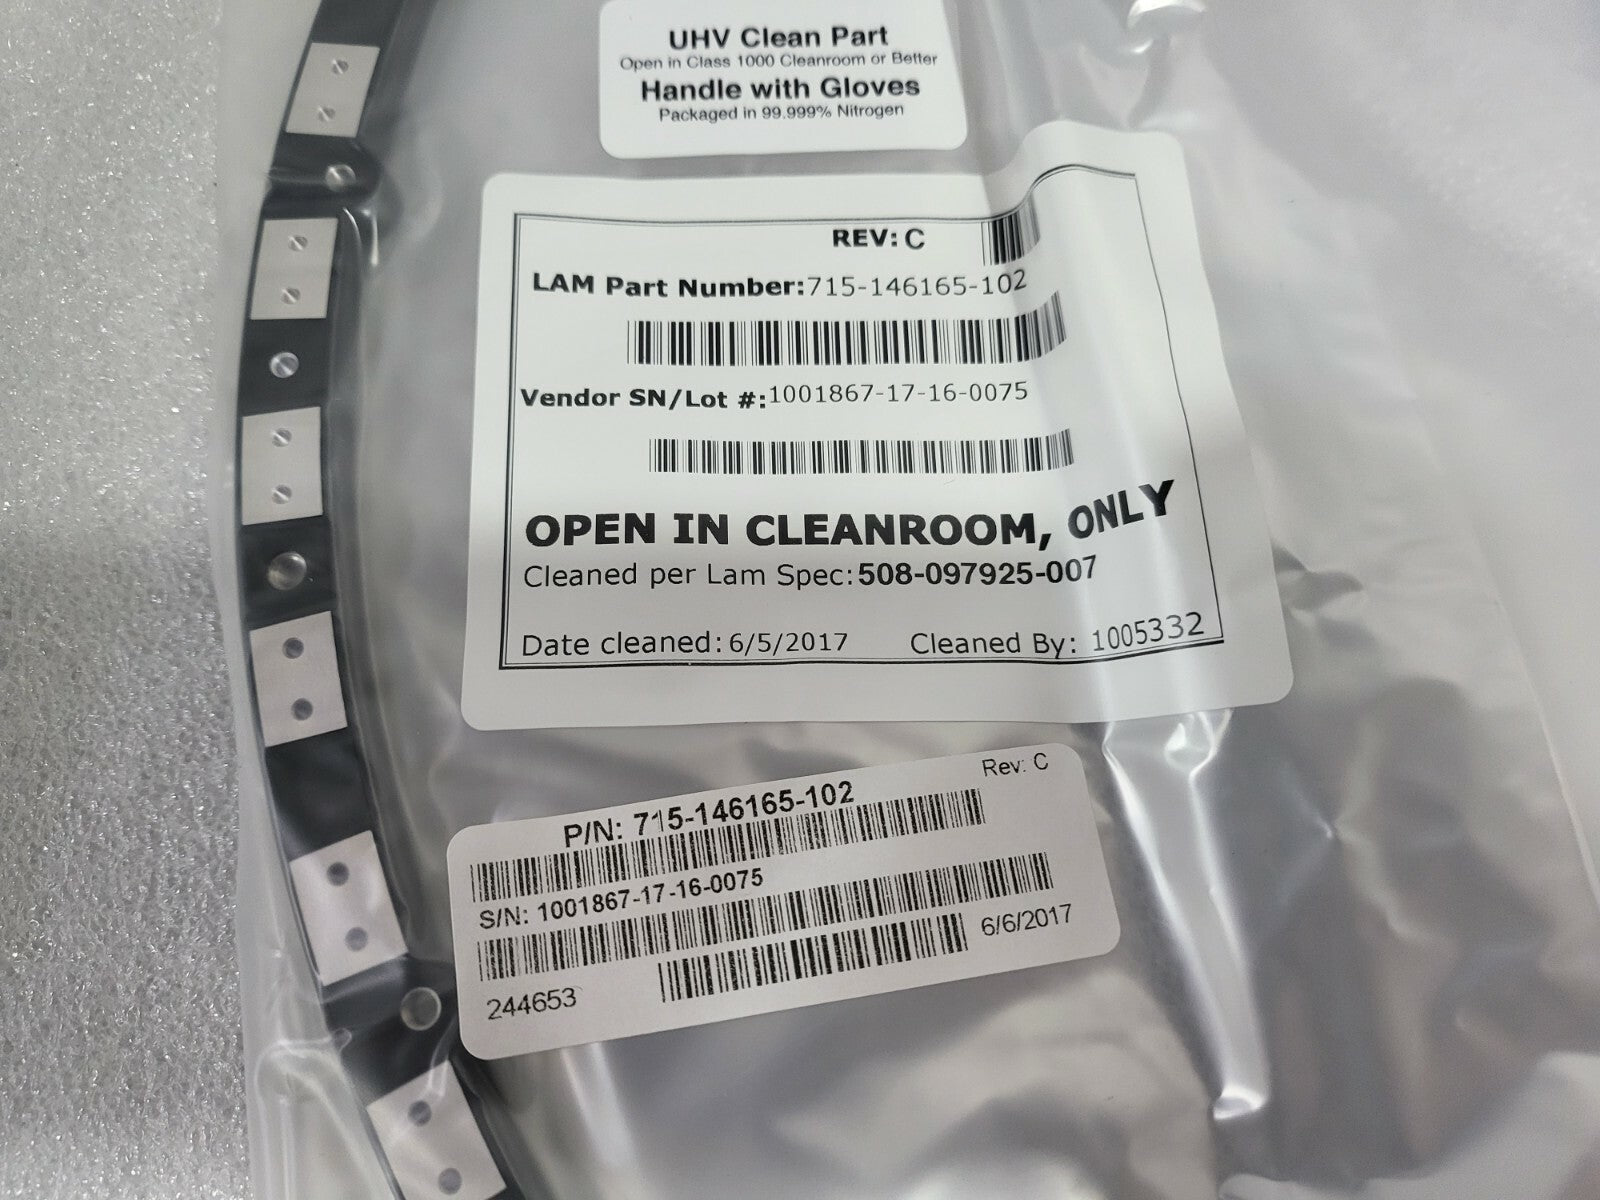 UHV Clean Part
Open in Class 1000 Cleanroom or Better
Handle with Gloves
Packaged in 99.999% Nitrogen
REV: C
LAM Part Number:715-146165-102
Vendor SN/Lot #:1001867-17-16-0075
OPEN IN CLEANROOM, ONLY
Cleaned per Lam Spec:508-097925-007
Date cleaned: 6/5/2017 Cleaned By: 1005332
Rev: C
P/N: 715-146165-102
S/N: 1001867-17-16-0075
6/6/2017
244653